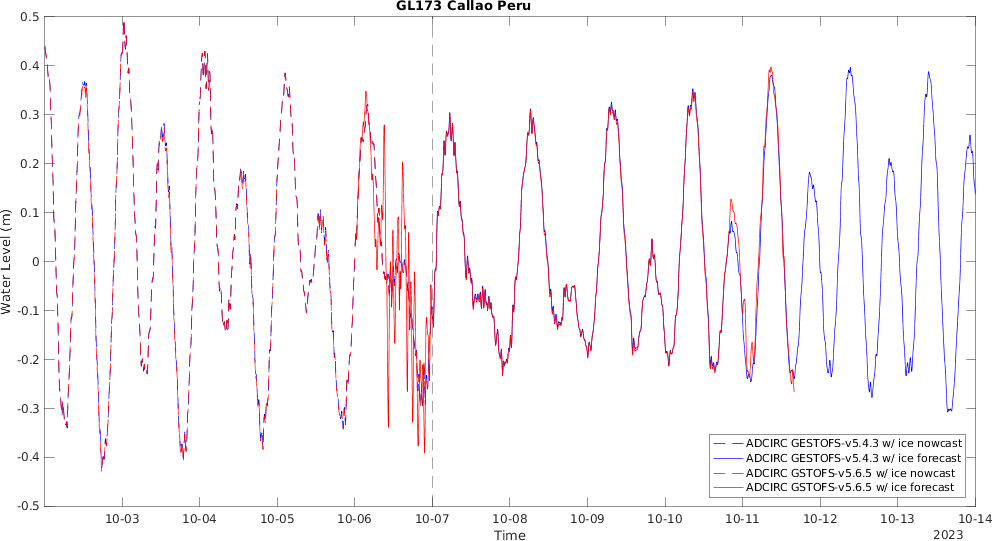 GL173 Callao Peru
0.5
0.4
0.3
0.2
0.1
0
-0.1
-0.2
-0.3
-0.4
-0.5
Water Level (m)
ADCIRC GESTOFS-v5.4.3 w/ ice nowcast
ADCIRC GESTOFS-v5.4.3 w/ ice forecast
ADCIRC GSTOFS-v5.6.5 w/ ice nowcast
ADCIRC GSTOFS-v5.6.5 w/ ice forecast
10-03 10-04 10-05 10-06 10-07 10-08 10-09 10-10 10-11 10-12 10-13 10-14
Time
2023